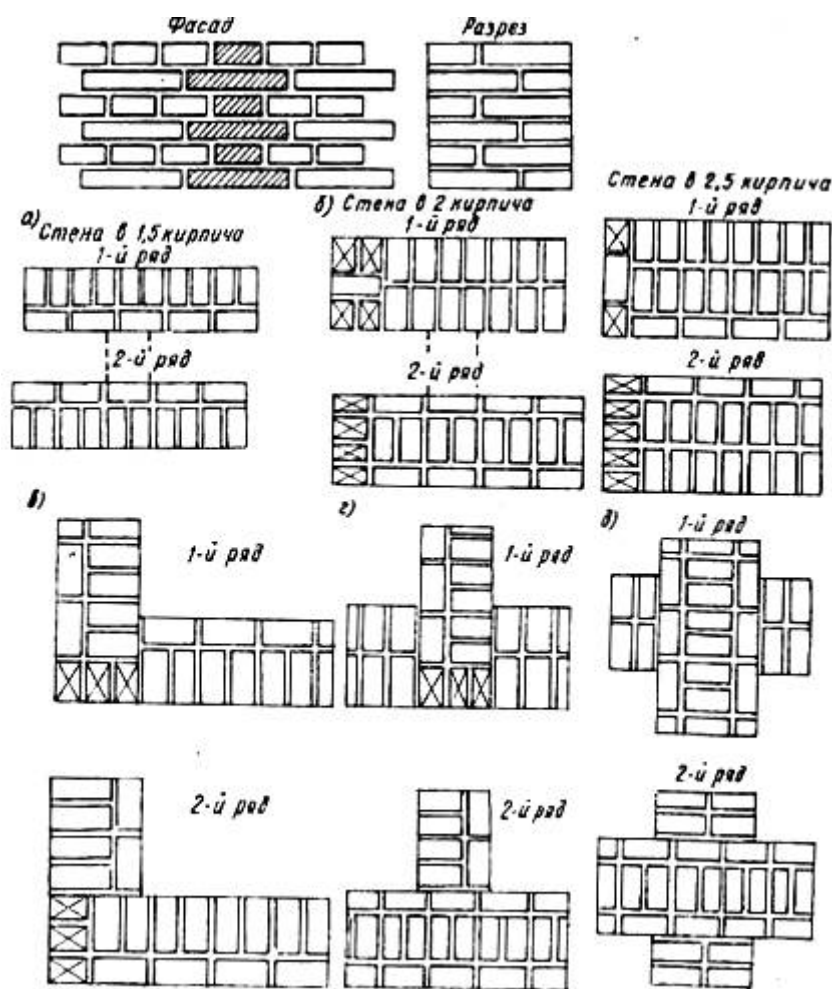 Фасад
Разрез
а)
Стена в 1,5 кирпича
1-й ряд
2-й ряд
б) Стена в 2 кирпича
1-й ряд
2-й ряд
Стена в 2,5 кирпича
1-й ряд
2-й ряд
в)
1-й ряд
2-й ряд
г)
1-й ряд
2-й ряд
д)
1-й ряд
2-й ряд